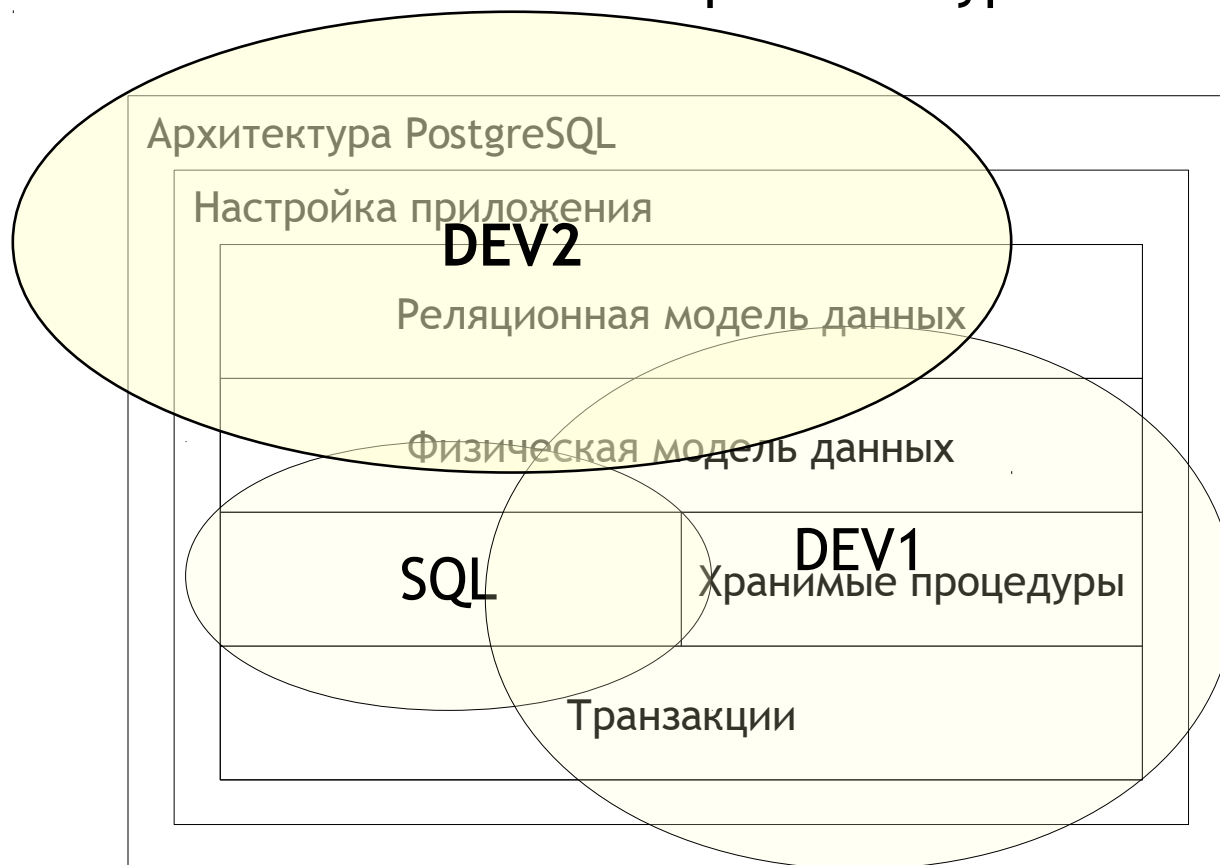 Архитектура PostgreSQL
Настройка приложения
DEV2
Реляционная модель данных
Физическая модель данных
DEV1
SQL
Хранимые процедуры
Транзакции